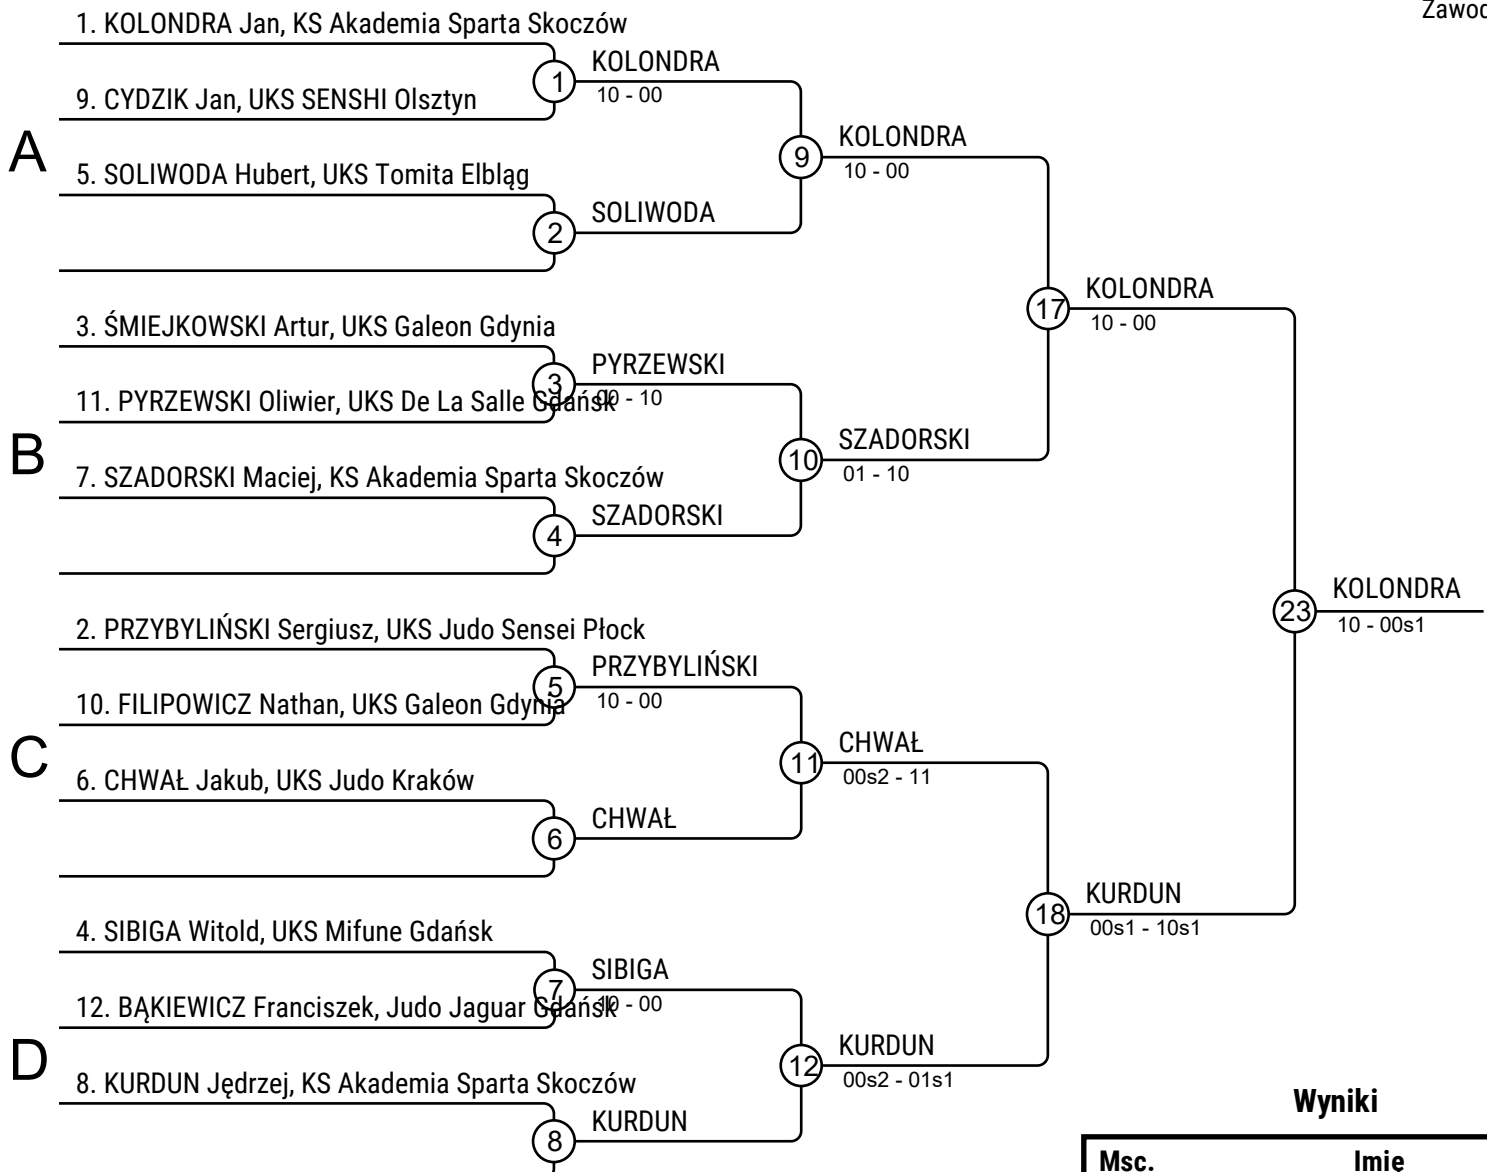 Zawod
1. KOLONDRA Jan, KS Akademia Sparta Skoczów
1
KOLONDRA
10 - 00
9. CYDZIK Jan, UKS SENSHI Olsztyn
A
9
KOLONDRA
10 - 00
5. SOLIWODA Hubert, UKS Tomita Elbląg
2
SOLIWODA
17
KOLONDRA
10 - 00
3. ŚMIEJKOWSKI Artur, UKS Galeon Gdynia
3
PYRZEWSKI
00 - 10
11. PYRZEWSKI Oliwier, UKS De La Salle Gdańsk
B
10
SZADORSKI
01 - 10
7. SZADORSKI Maciej, KS Akademia Sparta Skoczów
4
SZADORSKI
23
KOLONDRA
10 - 00s1
2. PRZYBYLIŃSKI Sergiusz, UKS Judo Sensei Płock
5
PRZYBYLIŃSKI
10 - 00
10. FILIPOWICZ Nathan, UKS Galeon Gdynia
C
11
CHWAŁ
00s2 - 11
6. CHWAŁ Jakub, UKS Judo Kraków
6
CHWAŁ
18
KURDUN
00s1 - 10s1
4. SIBIGA Witold, UKS Mifune Gdańsk
7
SIBIGA
10 - 00
12. BĄKIEWICZ Franciszek, Judo Jaguar Gdańsk
D
12
KURDUN
00s2 - 01s1
8. KURDUN Jędrzej, KS Akademia Sparta Skoczów
8
KURDUN
Wyniki
Msc. Imię